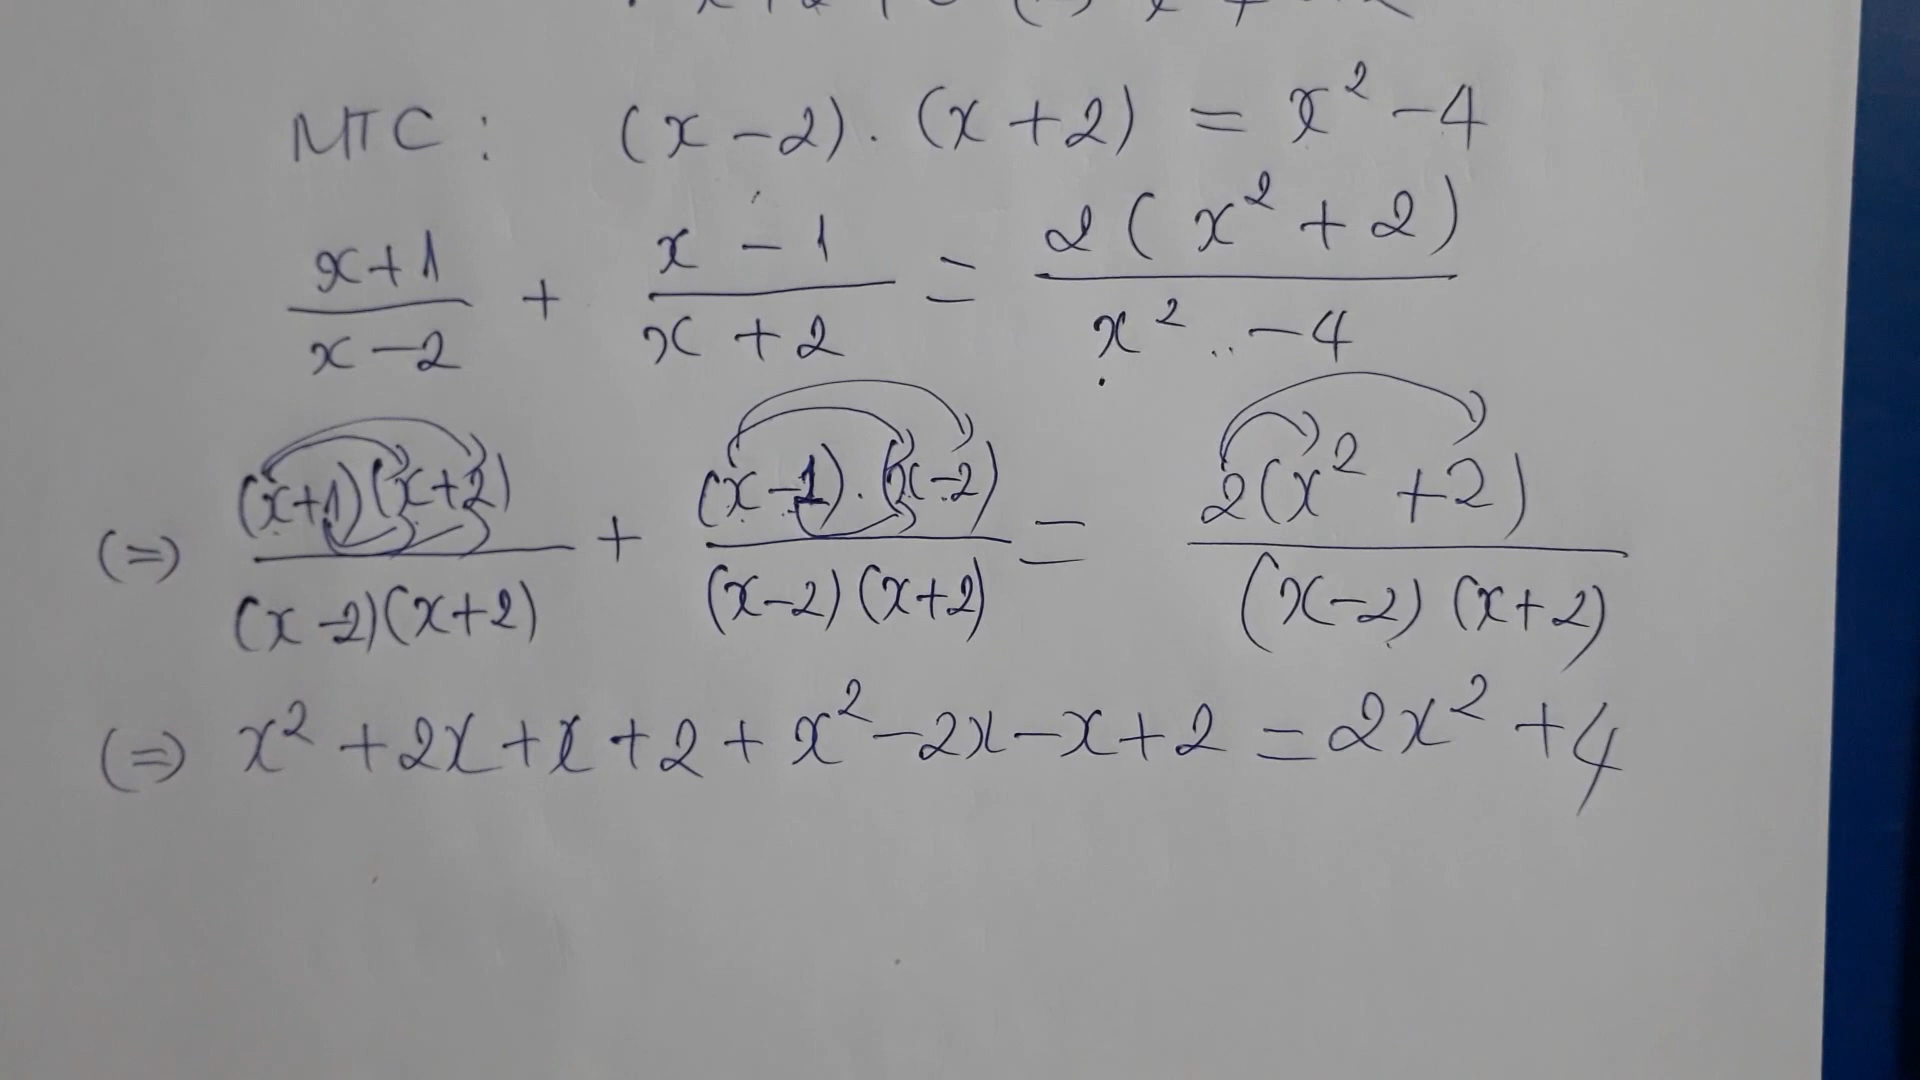 MTC : (x-2).(x+2) = x² -4
(x+1)/(x-2) + (x-1)/(x+2) = 2(x²+2)/(x² -4)
(=) (x+1)(x+2)/(x-2)(x+2) + (x-1).(x-2)/(x-2)(x+2) = 2(x²+2)/(x-2)(x+2)
(=) x²+2x+x+2+x²-2x-x+2=2x²+4